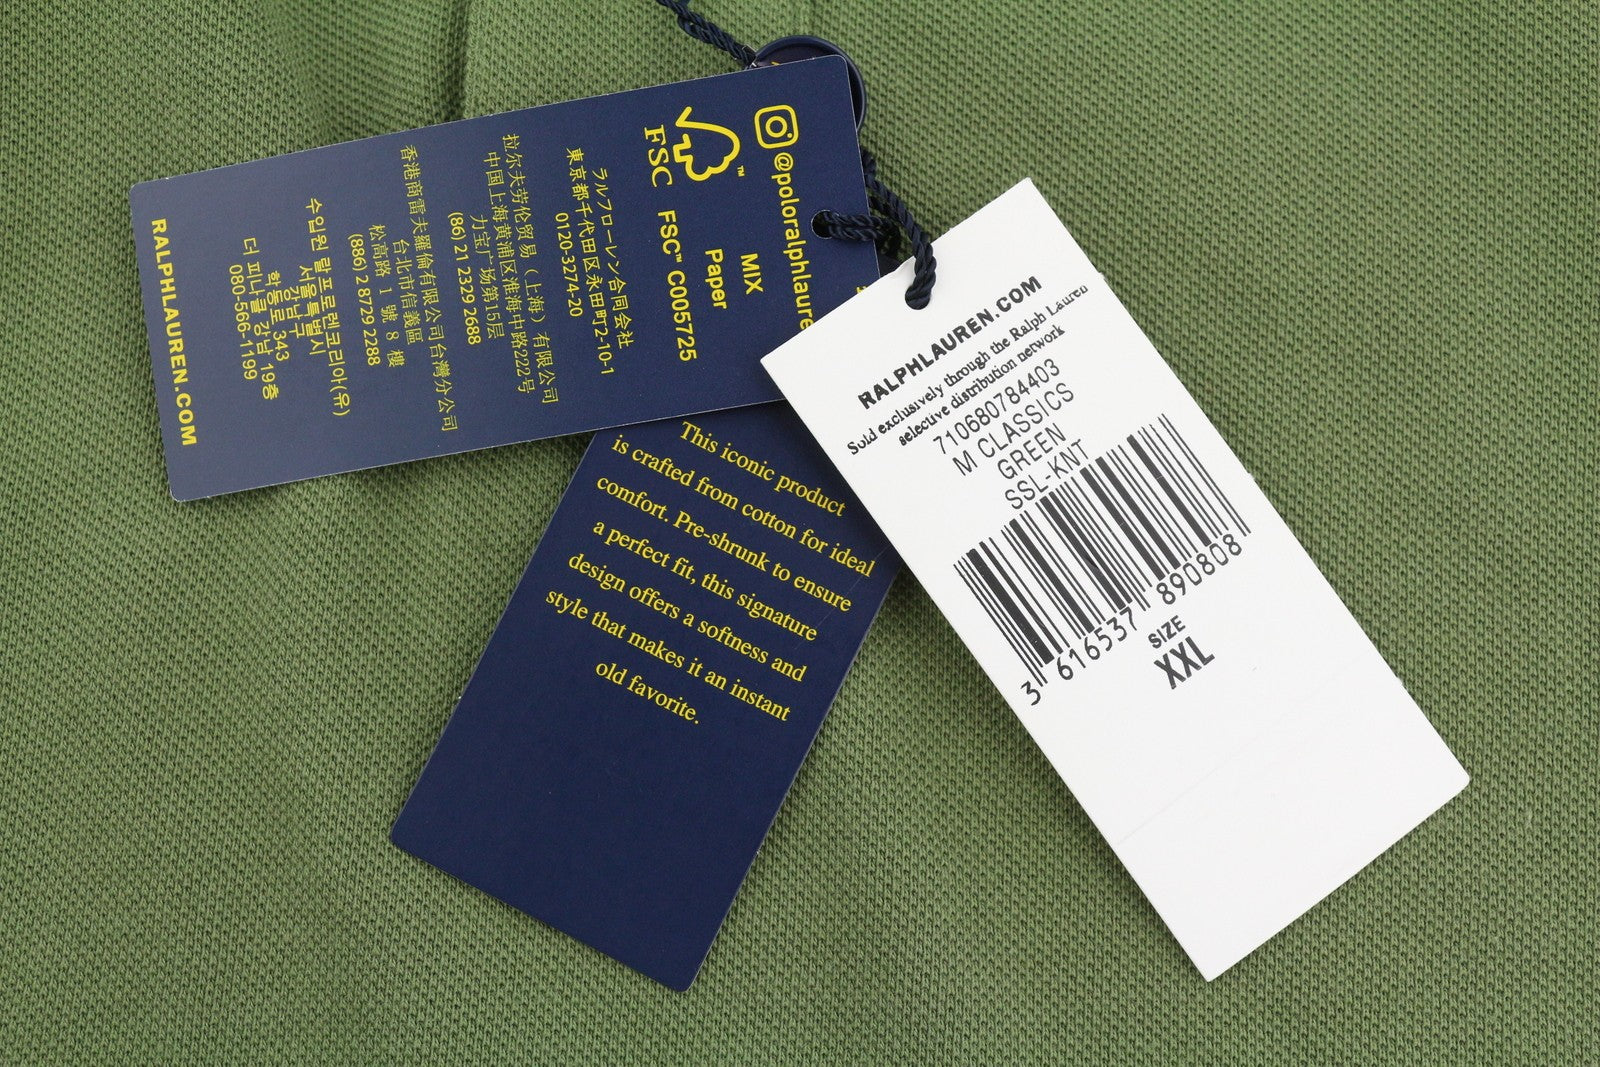 @poloralphlaure
MIX
Paper
FSC
FSC™ C005725
ラルフローレン合同会社
東京都千代田区永田町2-10-1
0120-3274-20
拉尔夫劳伦贸易（上海）有限公司
中国上海黄浦区淮海中路222号
力宝广场第15层
(86) 21 2329 2688
香港商雷夫羅倫有限公司台灣分公司
台北市信義區
松高路 1 號 8 樓
(886) 2 8729 2288
수입원 랄프로렌코리아(유)
서울특별시
강남구
학동로 343
더 피나클 강남 19층
080-566-1199
RALPHLAUREN.COM
This iconic product
is crafted from cotton for ideal
comfort. Pre-shrunk to ensure
a perfect fit, this signature
design offers a softness and
style that makes it an instant
old favorite.
RALPHLAUREN.COM
Sold exclusively through the Ralph Lauren
selective distribution network
710680784403
M CLASSICS
GREEN
SSL-KNT
3 616537 890808
SIZE
XXL